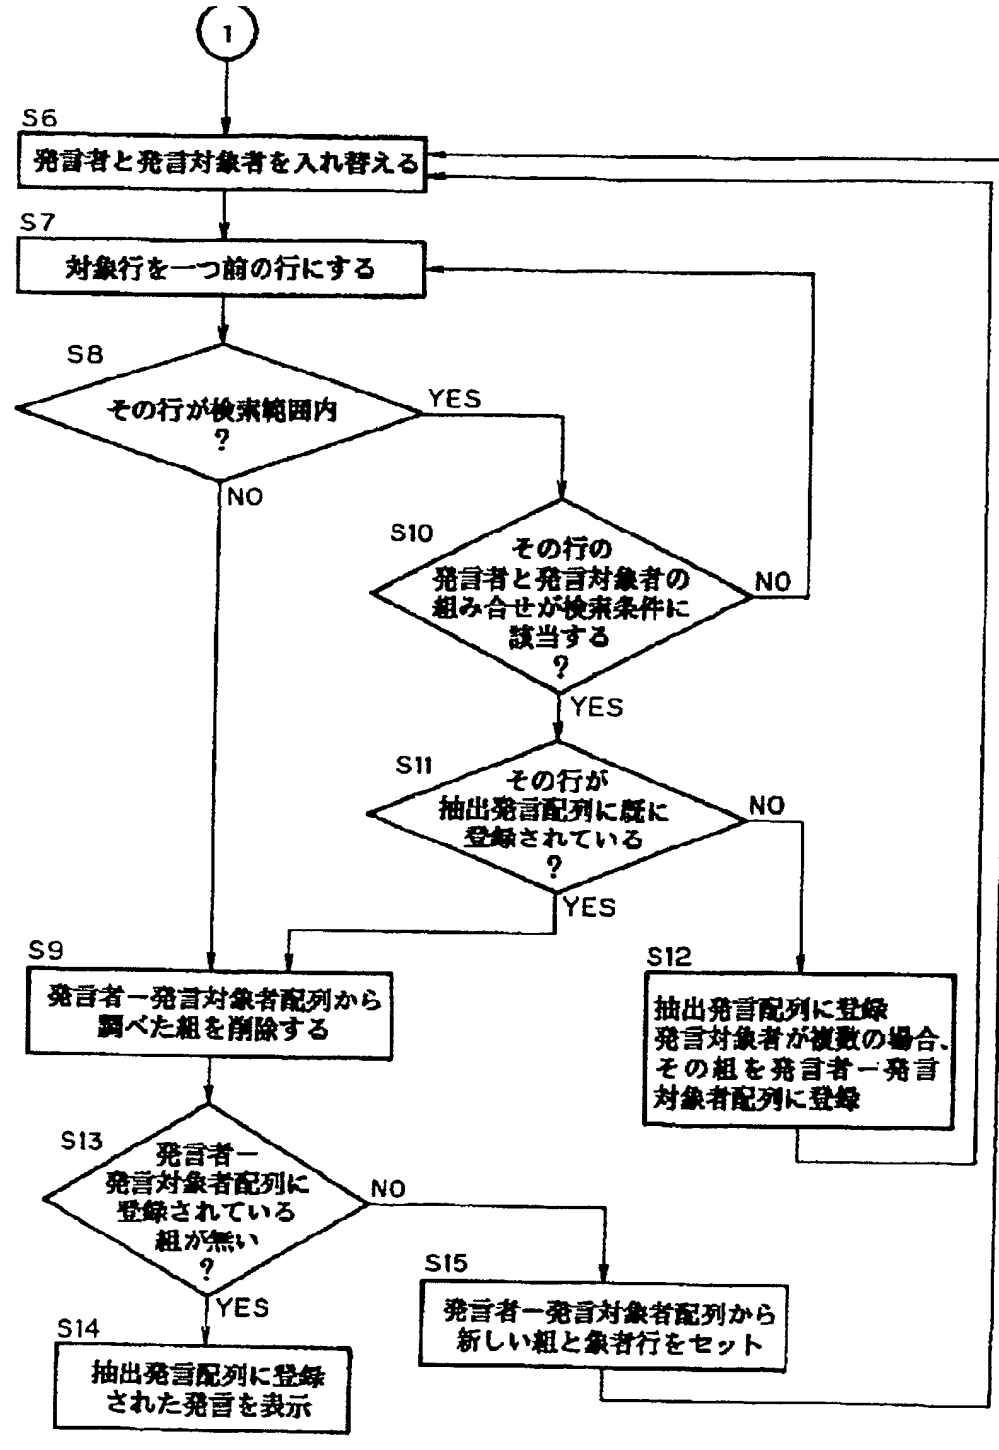 1
S6
発言者と発言対象者を入れ替える
S7
対象行を一つ前の行にする
S8
その行が検索範囲内
?
YES
NO
S10
その行の
発言者と発言対象者の
組み合せが検索条件に
該当する
?
NO
YES
S11
その行が
抽出発言配列に既に
登録されている
?
NO
YES
S9
発言者ー発言対象者配列から
調べた組を削除する
S12
抽出発言配列に登録
発言対象者が複数の場合、
その組を発言者ー発言
対象者配列に登録
S13
発言者ー
発言対象者配列に
登録されている
組が無い
?
NO
YES
S15
発言者ー発言対象者配列から
新しい組と象者行をセット
S14
抽出発言配列に登録
された発言を表示